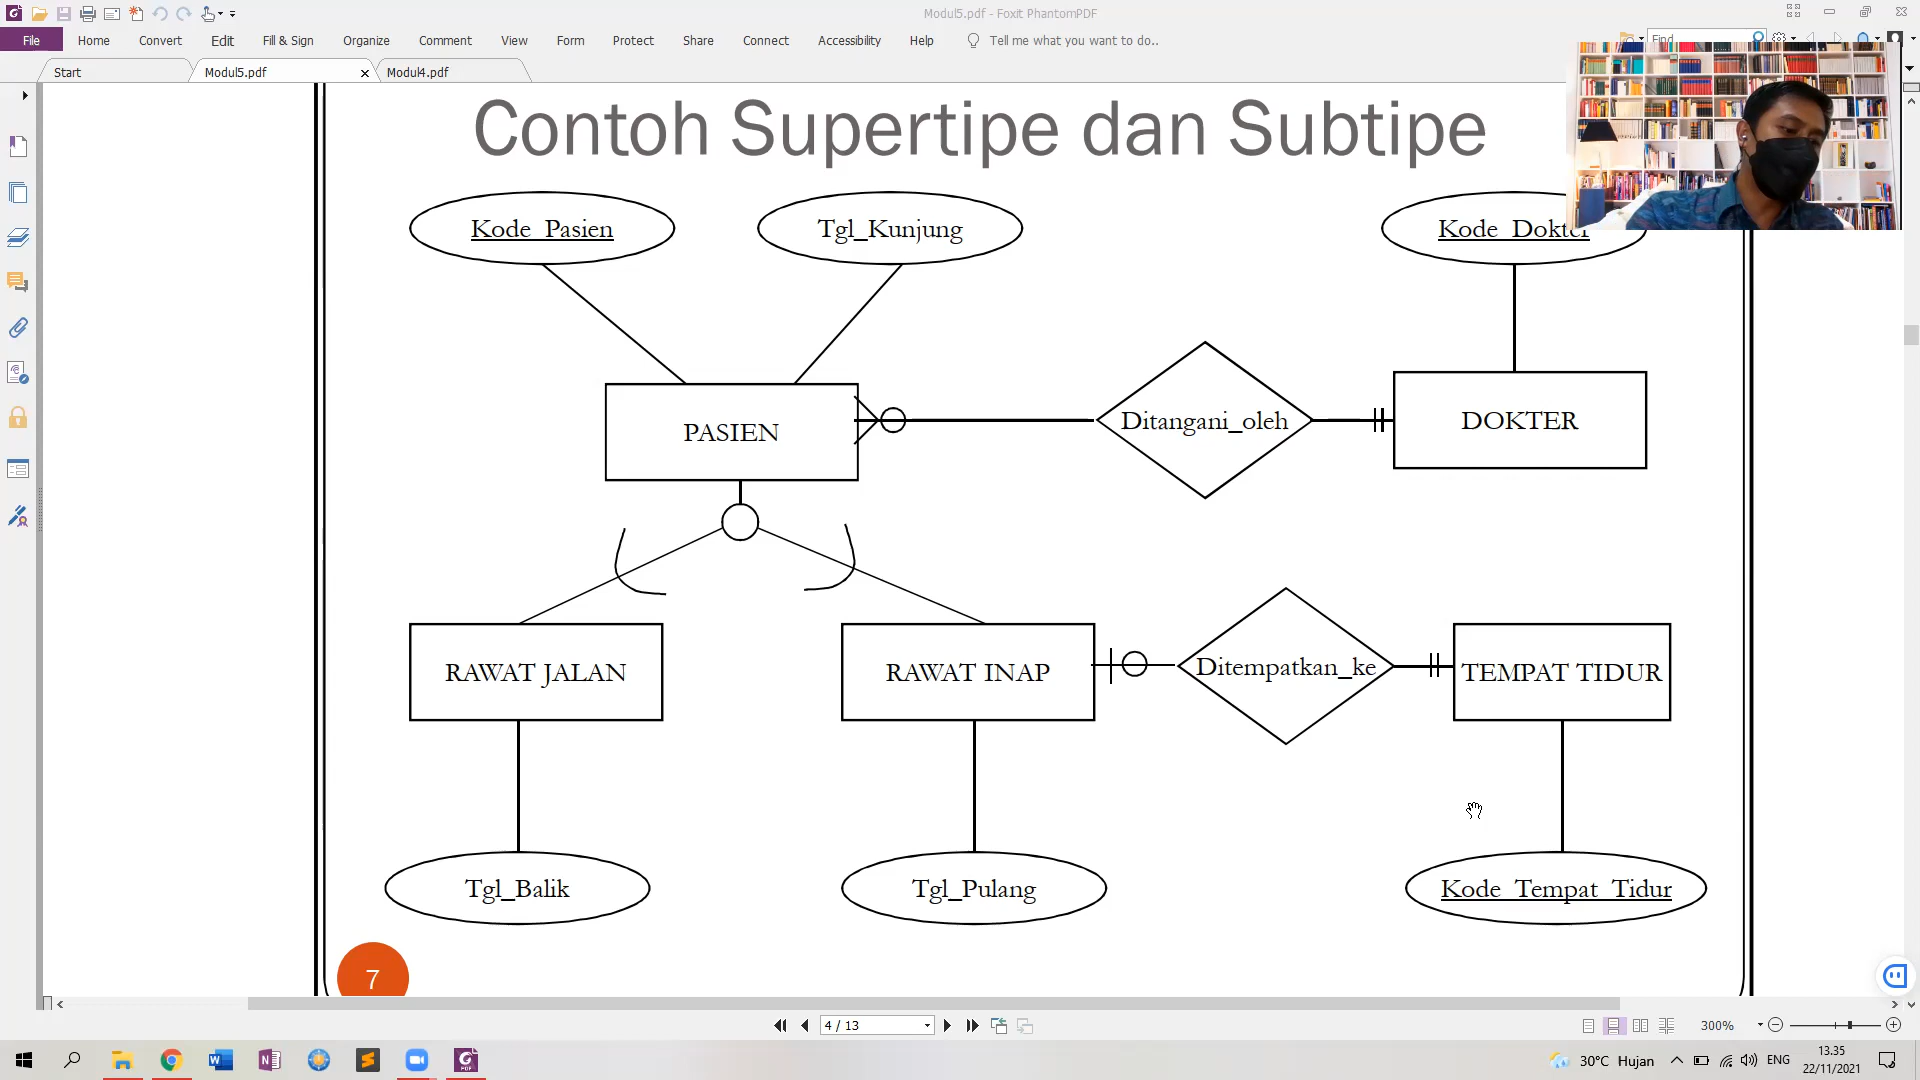 Modul5.pdf - Foxit PhantomPDF
File Home Convert Edit Fill & Sign Organize Comment View Form Protect Share Connect Accessibility Help Tell me what you want to do.. Find
Start Modul5.pdf Modul4.pdf
Contoh Supertipe dan Subtipe
Kode_Pasien Tgl_Kunjung Kode_Dokter
PASIEN Ditangani_oleh DOKTER
RAWAT JALAN RAWAT INAP Ditempatkan_ke TEMPAT TIDUR
Tgl_Balik Tgl_Pulang Kode_Tempat_Tidur
7
4 / 13 300%
30°C Hujan ENG 13.35
22/11/2021